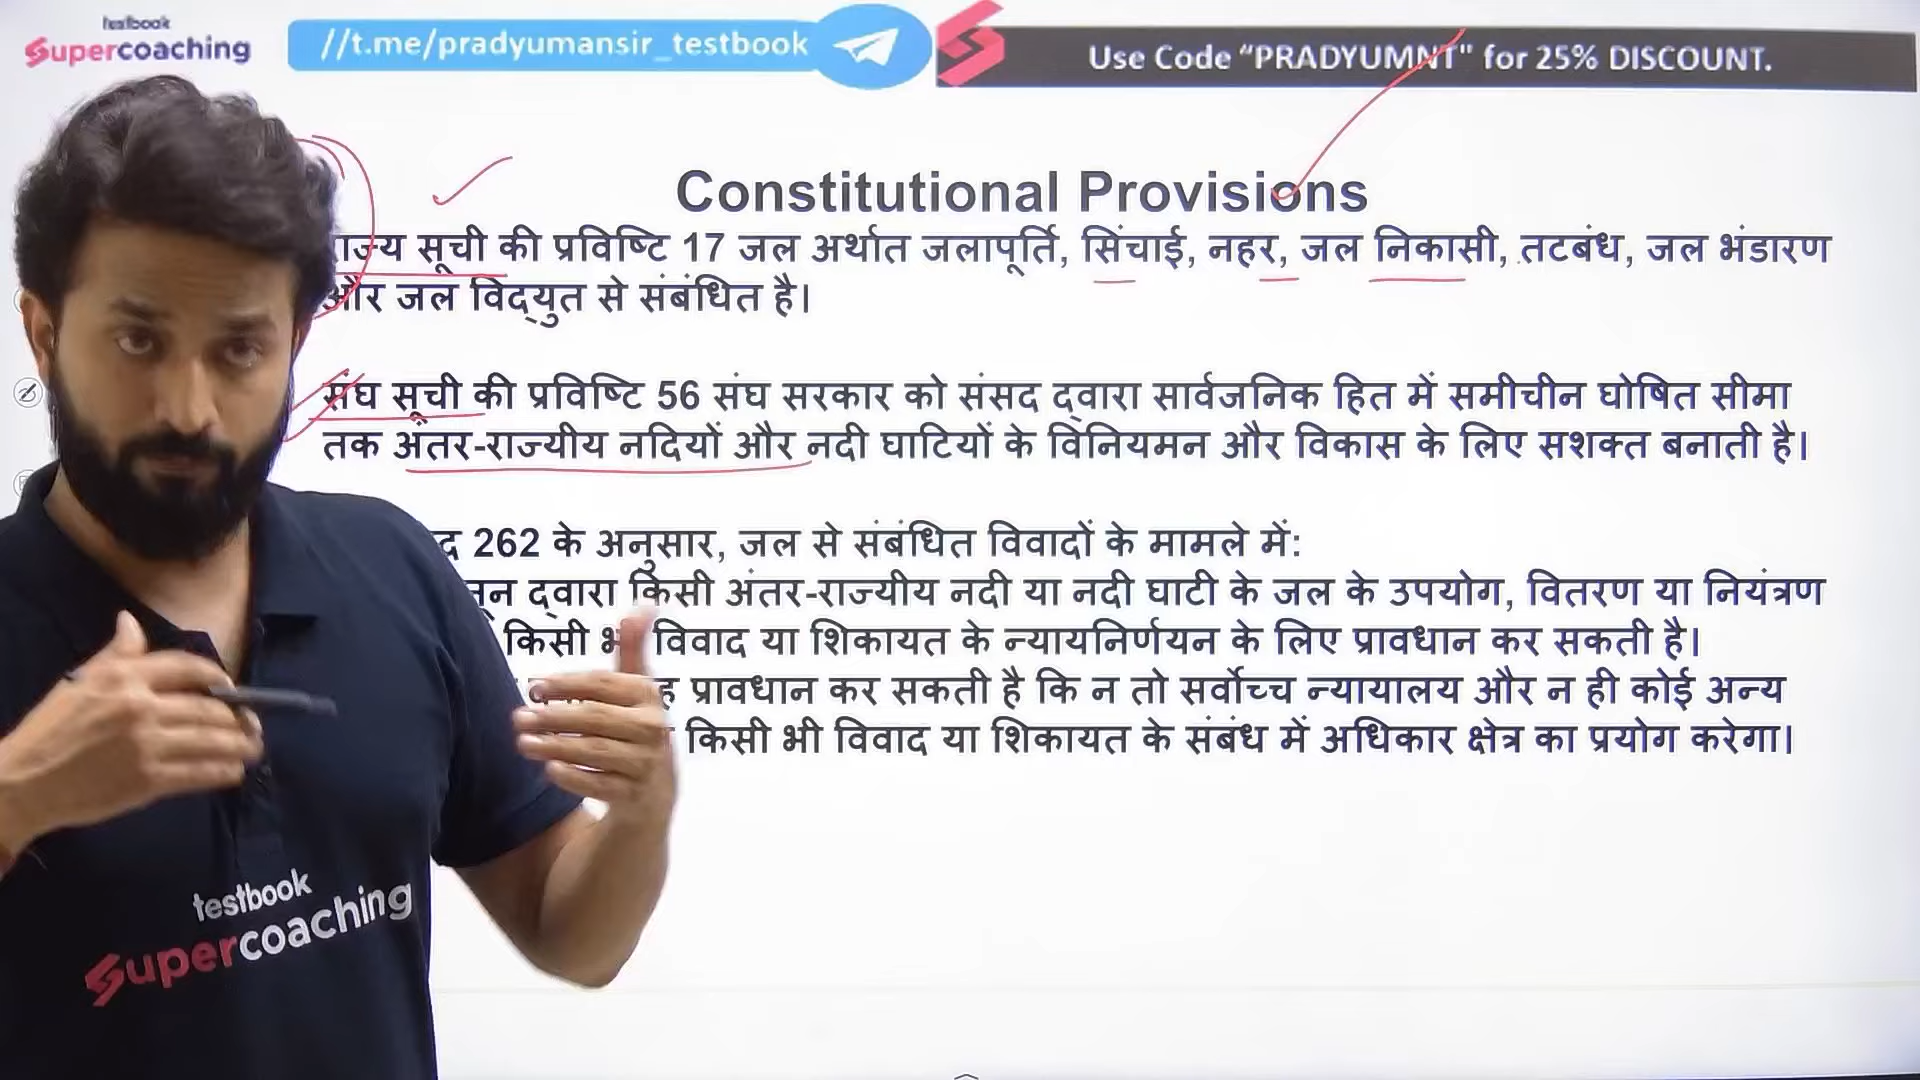 testbook
Supercoaching
//t.me/pradyumansir_testbook
Use Code “PRADYUMNT" for 25% DISCOUNT.
Constitutional Provisions
सूची की प्रविष्टि 17 जल अर्थात जलापूर्ति, सिंचाई, नहर, जल निकासी, तटबंध, जल भंडारण
और जल विद्युत से संबंधित है।
संघ सूची की प्रविष्टि 56 संघ सरकार को संसद द्वारा सार्वजनिक हित में समीचीन घोषित सीमा
तक अंतर-राज्यीय नदियों और नदी घाटियों के विनियमन और विकास के लिए सशक्त बनाती है।
262 के अनुसार, जल से संबंधित विवादों के मामले में:
द्वारा किसी अंतर-राज्यीय नदी या नदी घाटी के जल के उपयोग, वितरण या नियंत्रण
किसी विवाद या शिकायत के न्यायनिर्णयन के लिए प्रावधान कर सकती है।
प्रावधान कर सकती है कि न तो सर्वोच्च न्यायालय और न ही कोई अन्य
किसी भी विवाद या शिकायत के संबंध में अधिकार क्षेत्र का प्रयोग करेगा।
testbook
Supercoaching